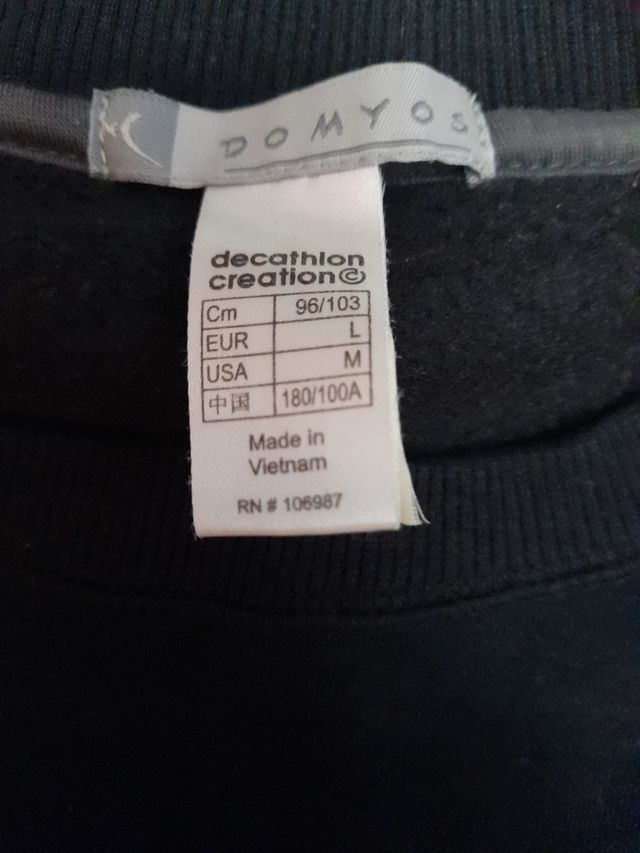 DOMYOS
decathlon
creation©
Cm 96/103
EUR L
USA M
中国 180/100A
Made in
Vietnam
RN # 106987